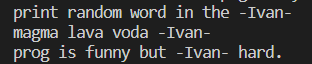 print random word in the -Ivan-
magma lava voda -Ivan-
prog is funny but -Ivan- hard.